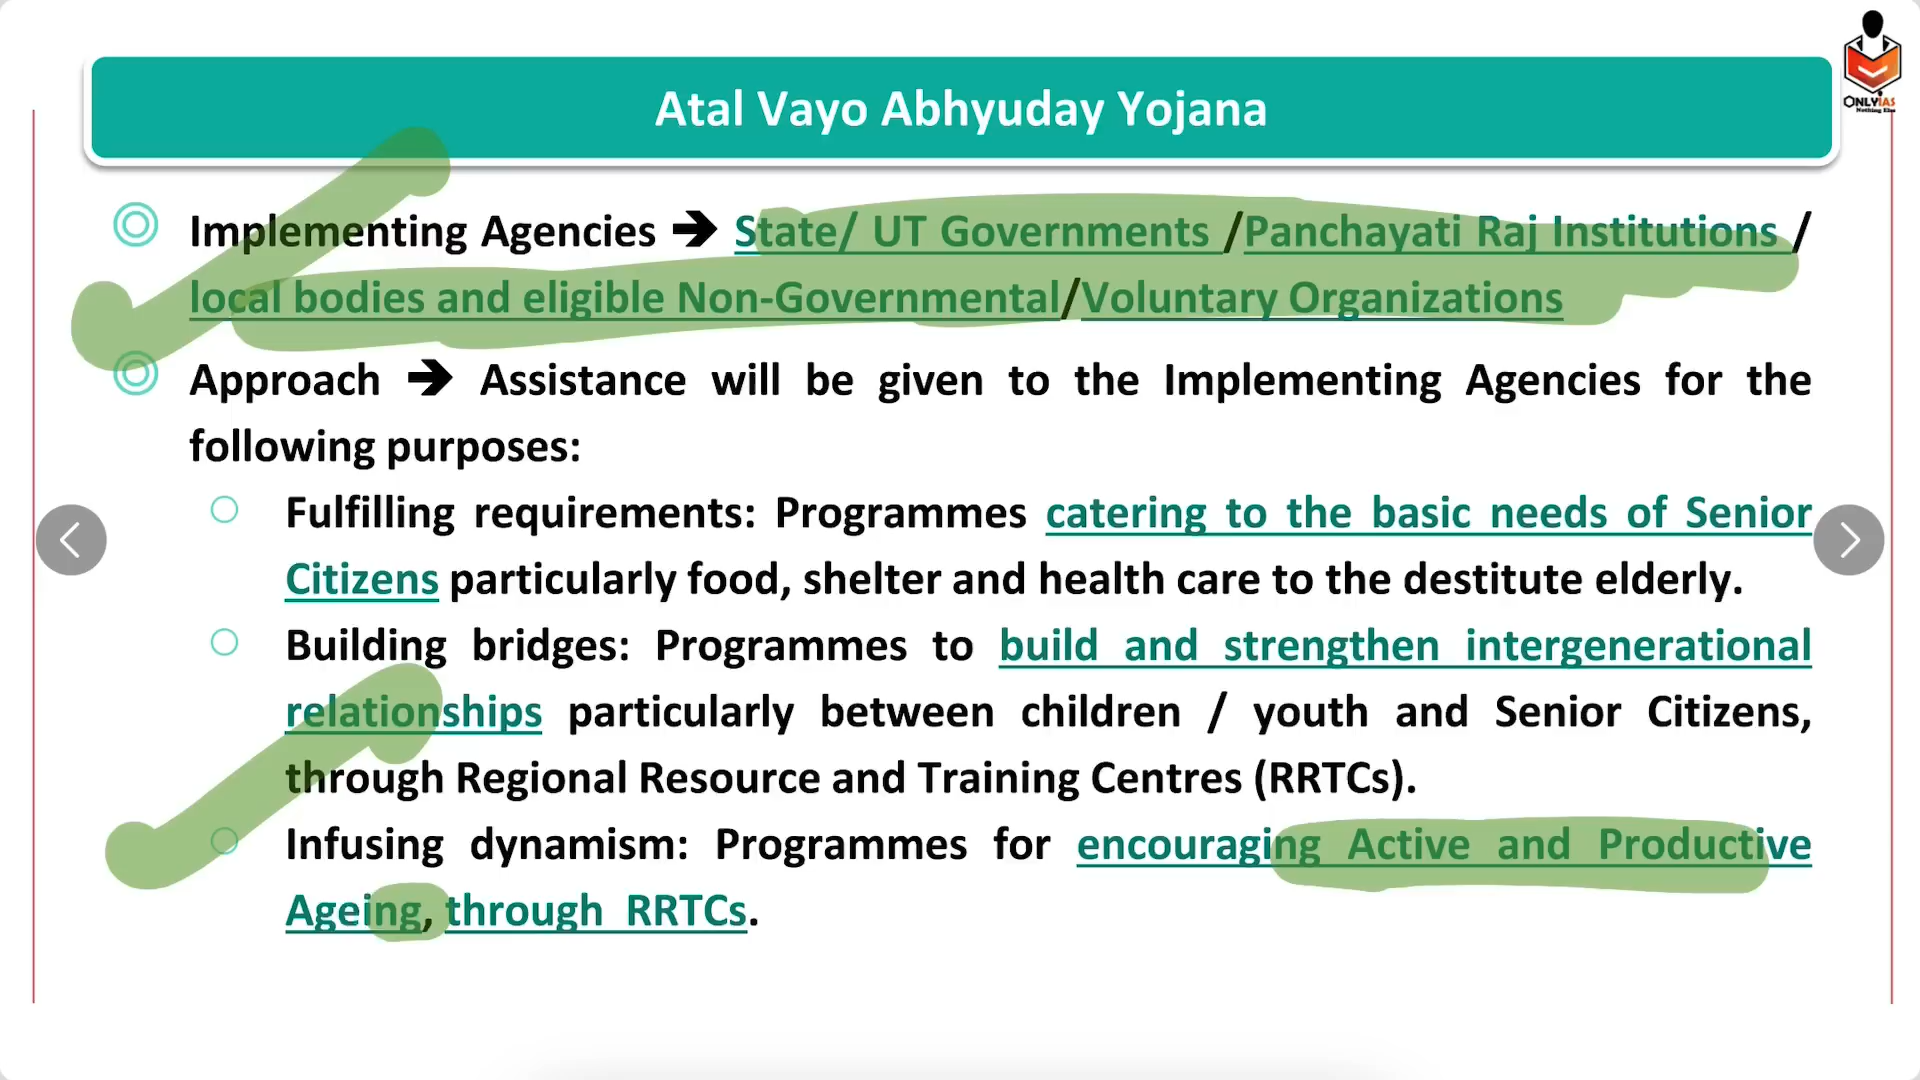 Atal Vayo Abhyuday Yojana
ONLYIAS
Nothing Else
Implementing Agencies ➔ State/ UT Governments /Panchayati Raj Institutions /
local bodies and eligible Non-Governmental/Voluntary Organizations
Approach ➔ Assistance will be given to the Implementing Agencies for the
following purposes:
Fulfilling requirements: Programmes catering to the basic needs of Senior
Citizens particularly food, shelter and health care to the destitute elderly.
Building bridges: Programmes to build and strengthen intergenerational
relationships particularly between children / youth and Senior Citizens,
through Regional Resource and Training Centres (RRTCs).
Infusing dynamism: Programmes for encouraging Active and Productive
Ageing, through RRTCs.